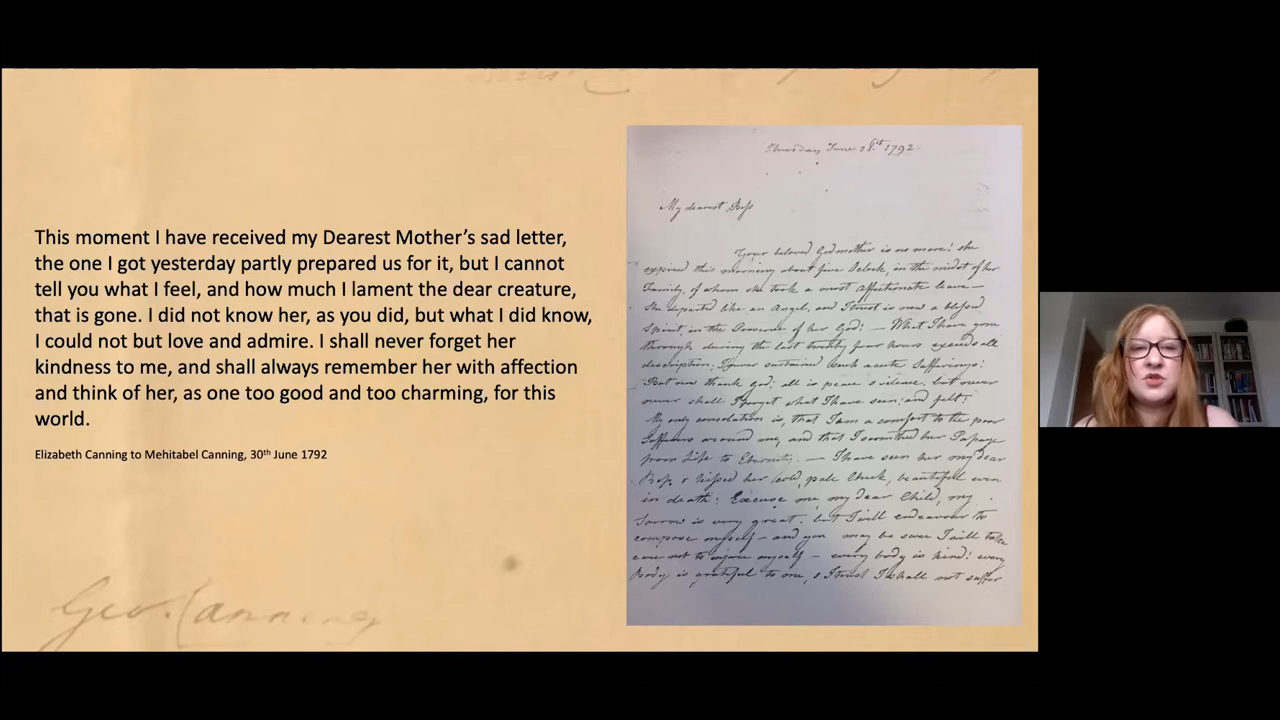 This moment I have received my Dearest Mother’s sad letter,
the one I got yesterday partly prepared us for it, but I cannot
tell you what I feel, and how much I lament the dear creature,
that is gone. I did not know her, as you did, but what I did know,
I could not but love and admire. I shall never forget her
kindness to me, and shall always remember her with affection
and think of her, as one too good and too charming, for this
world.
Elizabeth Canning to Mehitabel Canning, 30th June 1792
Geo. Canning
Thursday June 28th 1792
My dearest Bess
Your beloved Godmother is no more! she
expired this morning about five Oclock, in the midst of her
Family, of whom she took a most affectionate leave —
She departed like an Angel, and I trust is now a blessed
Spirit, in the Presence of her God! — What I have gone
through during the last twenty four hours exceeds all
description. I never sustained such acute Sufferings!
But now thank God! all is peace & silence. but never
never shall I forget what I have seen, and felt!
My only consolation is, that I am a comfort to the poor
Sufferers around me, and that I soothed her Passage
from Life to Eternity. — I have seen her my dear
Bess, & kissed her cold, pale Cheek, beautiful even
in death! Excuse me, my dear Child, my
Sorrow is very great. but I will endeavour to
compose myself — and you may be sure I will take
care not to injure myself — every body is kind! every
Body is grateful to me, & I trust I shall not suffer